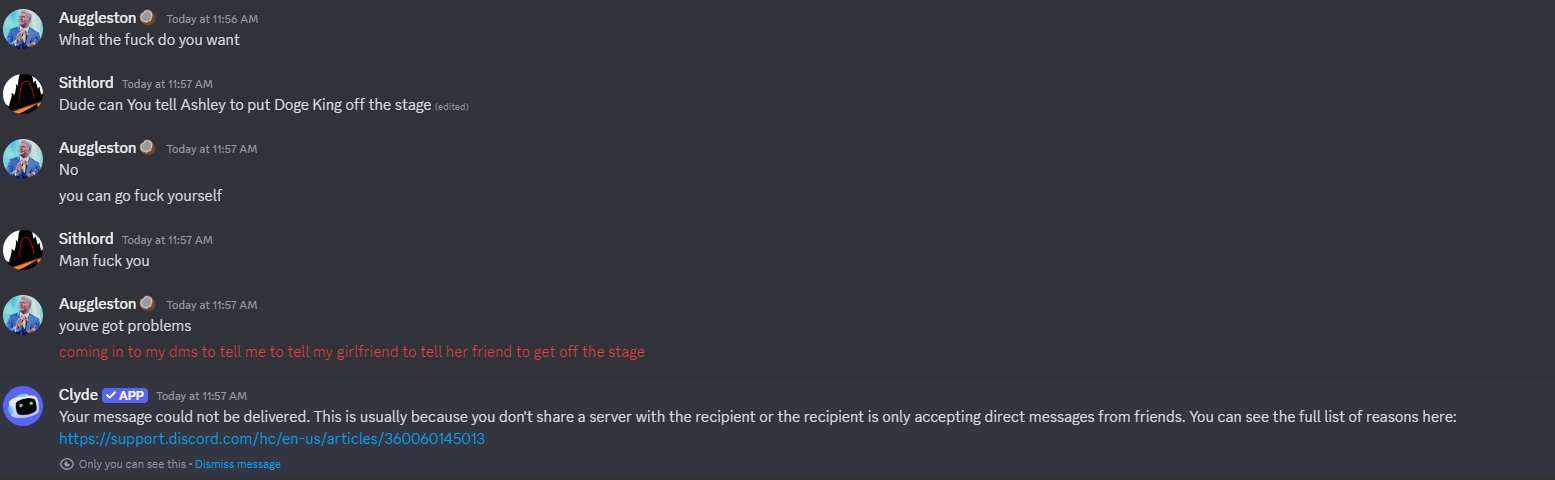 Auggleston Today at 11:56 AM
What the fuck do you want
Sithlord Today at 11:57 AM
Dude can You tell Ashley to put Doge King off the stage (edited)
Auggleston Today at 11:57 AM
No
you can go fuck yourself
Sithlord Today at 11:57 AM
Man fuck you
Auggleston Today at 11:57 AM
youve got problems
coming in to my dms to tell me to tell my girlfriend to tell her friend to get off the stage
Clyde ✓ APP Today at 11:57 AM
Your message could not be delivered. This is usually because you don't share a server with the recipient or the recipient is only accepting direct messages from friends. You can see the full list of reasons here:
https://support.discord.com/hc/en-us/articles/360060145013
Only you can see this • Dismiss message